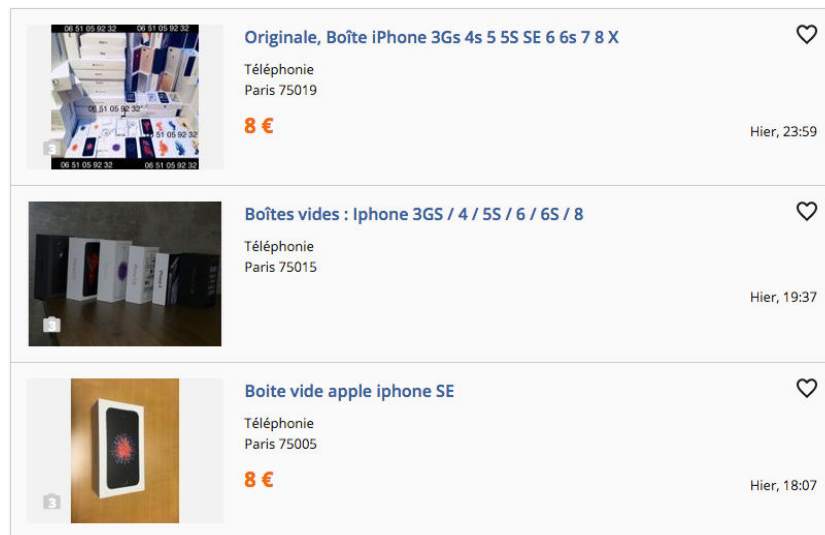 06 51 05 92 32 06 51 05 92 32
06 51 05 92 32
51 05 92 32
06 51 05 92 32 06 51 05 92 32
3
Originale, Boîte iPhone 3Gs 4s 5 5S SE 6 6s 7 8 X
Téléphonie
Paris 75019
8 €
Hier, 23:59
3
Boîtes vides : Iphone 3GS / 4 / 5S / 6 / 6S / 8
Téléphonie
Paris 75015
Hier, 19:37
3
Boite vide apple iphone SE
Téléphonie
Paris 75005
8 €
Hier, 18:07